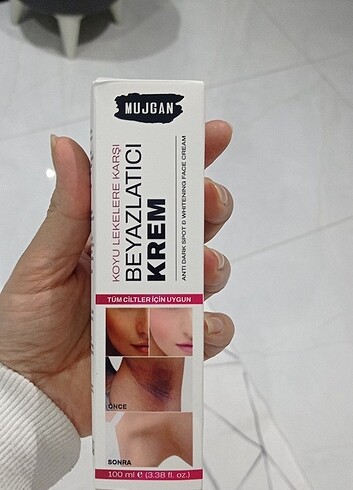 MUJGAN
KOYU LEKELERE KARŞI
BEYAZLATICI
KREM
ANTI DARK SPOT & WHITENING FACE CREAM
TÜM CİLTLER İÇİN UYGUN
ÖNCE
SONRA
100 ml e (3.38 fl. oz.)